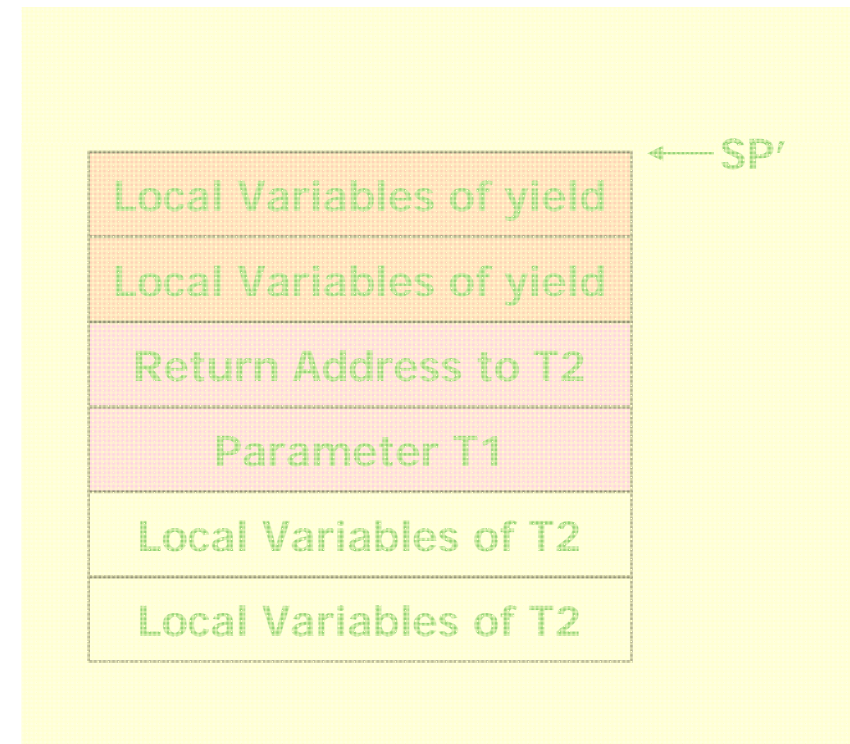 SP'
Local Variables of yield
Local Variables of yield
Return Address to T2
Parameter T1
Local Variables of T2
Local Variables of T2